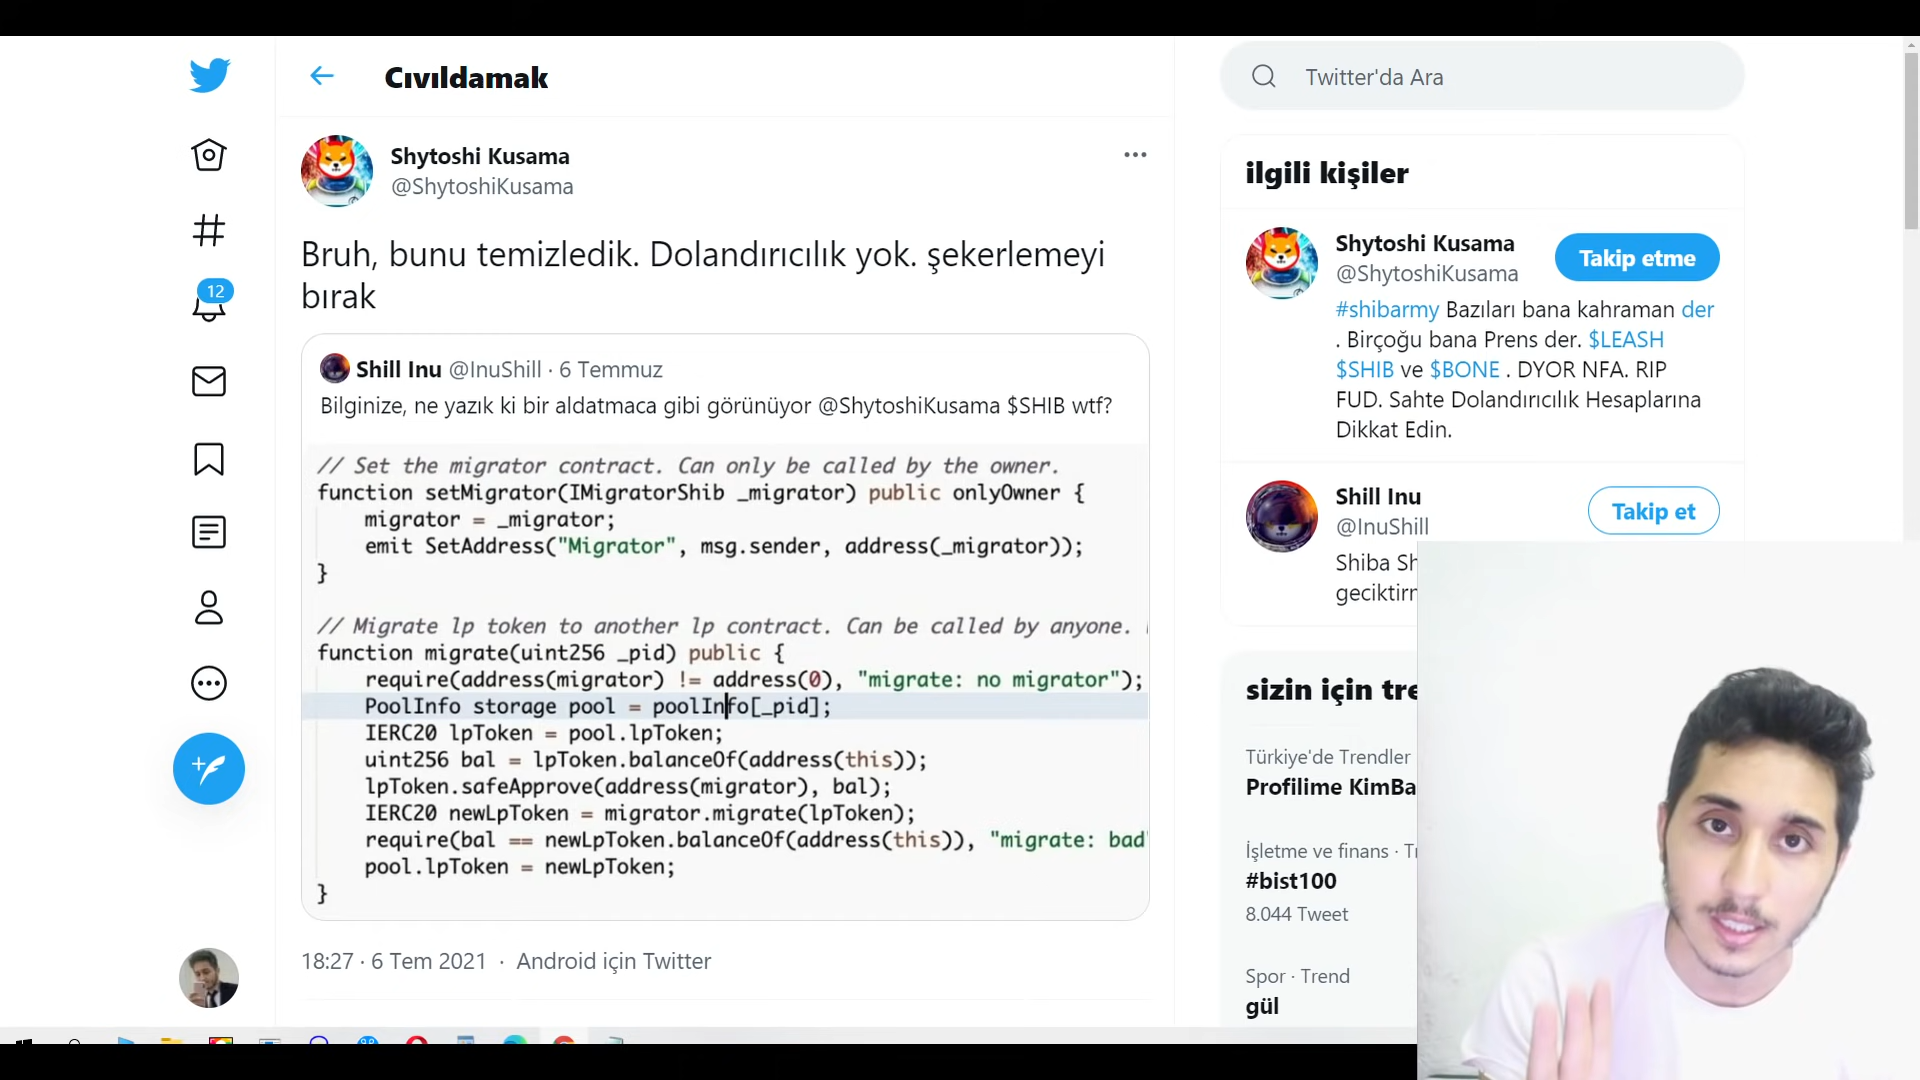 Cıvıldamak
Twitter'da Ara
Shytoshi Kusama
@ShytoshiKusama
Bruh, bunu temizledik. Dolandırıcılık yok. şekerlemeyi
bırak
Shill Inu @InuShill · 6 Temmuz
Bilginize, ne yazık ki bir aldatmaca gibi görünüyor @ShytoshiKusama $SHIB wtf?
// Set the migrator contract. Can only be called by the owner.
function setMigrator(IMigratorShib _migrator) public onlyOwner {
migrator = _migrator;
emit SetAddress("Migrator", msg.sender, address(_migrator));
}
// Migrate lp token to another lp contract. Can be called by anyone.
function migrate(uint256 _pid) public {
require(address(migrator) != address(0), "migrate: no migrator");
PoolInfo storage pool = poolInfo[_pid];
IERC20 lpToken = pool.lpToken;
uint256 bal = lpToken.balanceOf(address(this));
lpToken.safeApprove(address(migrator), bal);
IERC20 newLpToken = migrator.migrate(lpToken);
require(bal == newLpToken.balanceOf(address(this)), "migrate: bad
pool.lpToken = newLpToken;
}
18:27 · 6 Tem 2021 · Android için Twitter
12
ilgili kişiler
Shytoshi Kusama
@ShytoshiKusama
Takip etme
#shibarmy Bazıları bana kahraman der
. Birçoğu bana Prens der. $LEASH
$SHIB ve $BONE . DYOR NFA. RIP
FUD. Sahte Dolandırıcılık Hesaplarına
Dikkat Edin.
Shill Inu
@InuShill
Takip et
Shiba Sh
geciktirr
sizin için tre
Türkiye'de Trendler
Profilime KimBa
İşletme ve finans · Tr
#bist100
8.044 Tweet
Spor · Trend
gül